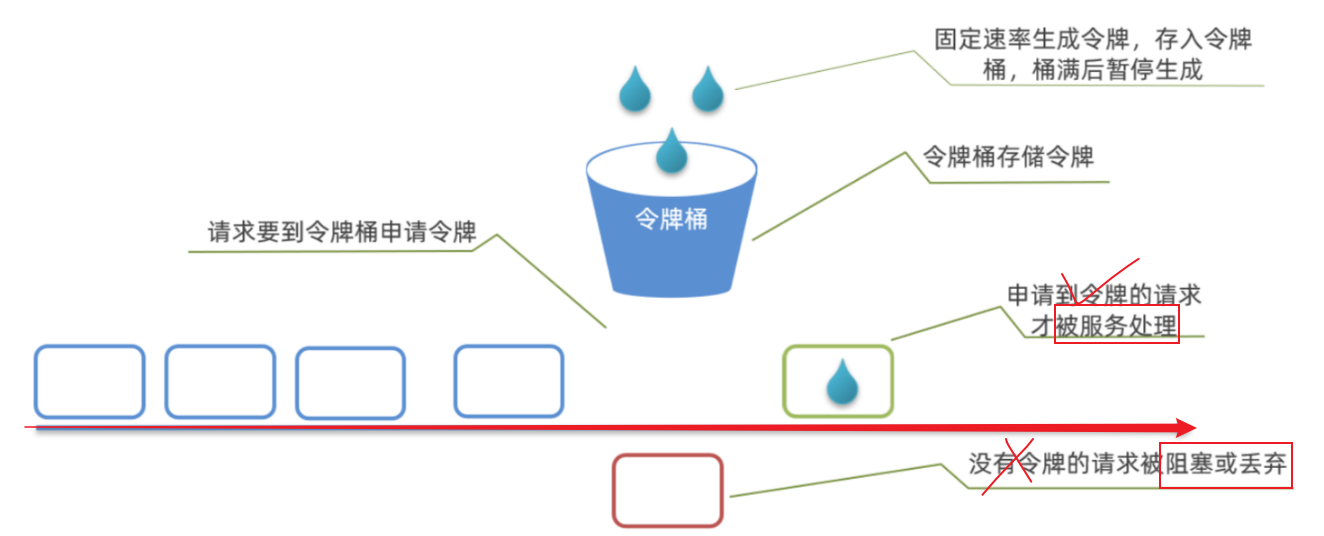 固定速率生成令牌，存入令牌
桶，桶满后暂停生成
令牌桶存储令牌
令牌桶
请求要到令牌桶申请令牌
申请到令牌的请求
才被服务处理
没有令牌的请求被阻塞或丢弃